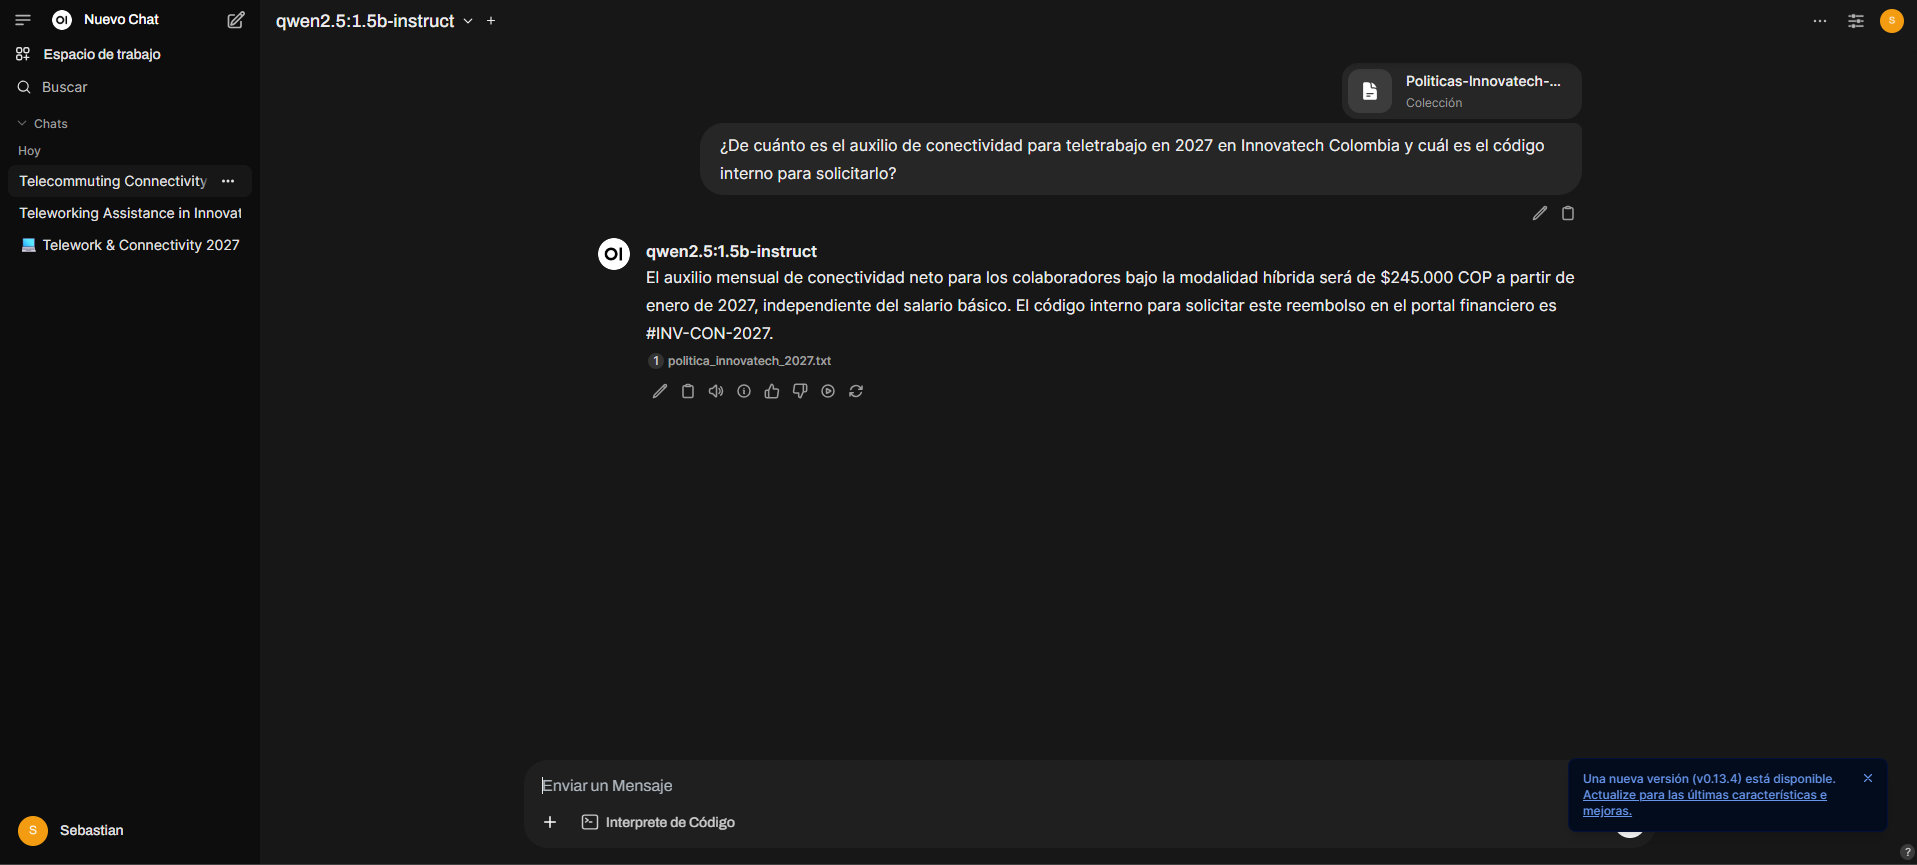 OI Nuevo Chat
Espacio de trabajo
Buscar
Chats
Hoy
Telecommuting Connectivity
Teleworking Assistance in Innovat
Telework & Connectivity 2027
S Sebastian
qwen2.5:1.5b-instruct
S
Politicas-Innovatech-...
Colección
¿De cuánto es el auxilio de conectividad para teletrabajo en 2027 en Innovatech Colombia y cuál es el código
interno para solicitarlo?
OI qwen2.5:1.5b-instruct
El auxilio mensual de conectividad neto para los colaboradores bajo la modalidad híbrida será de $245.000 COP a partir de
enero de 2027, independiente del salario básico. El código interno para solicitar este reembolso en el portal financiero es
#INV-CON-2027.
1 politica_innovatech_2027.txt
Enviar un Mensaje
Interprete de Código
Una nueva versión (v0.13.4) está disponible.
Actualize para las últimas características e
mejoras.
?